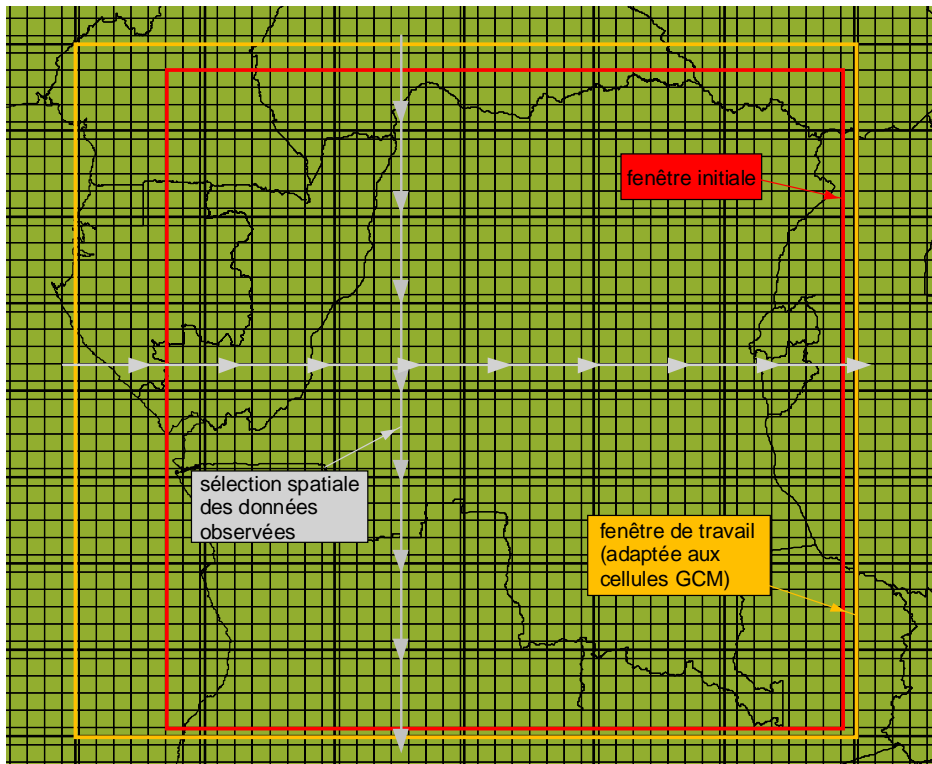 fenêtre initiale
sélection spatiale
des données
observées
fenêtre de travail
(adaptée aux
cellules GCM)